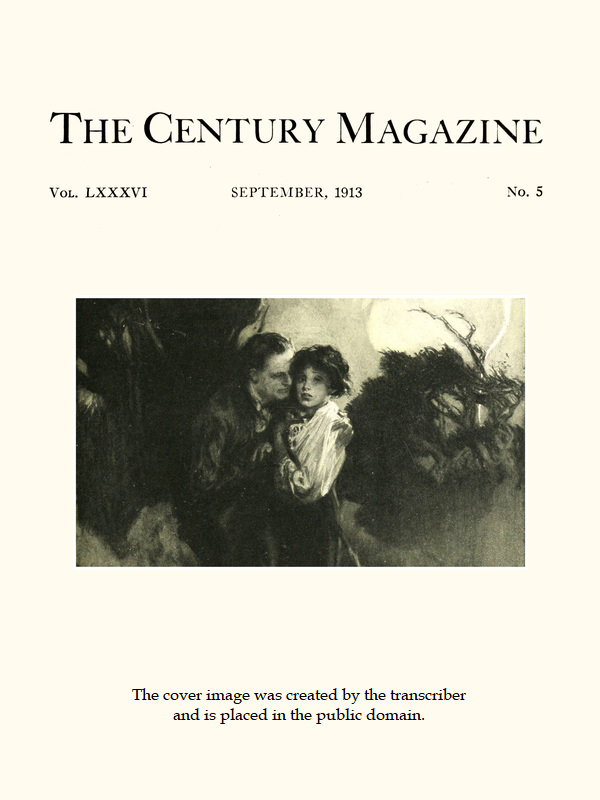 THE CENTURY MAGAZINE
VOL. LXXXVI SEPTEMBER, 1913 No. 5
The cover image was created by the transcriber
and is placed in the public domain.